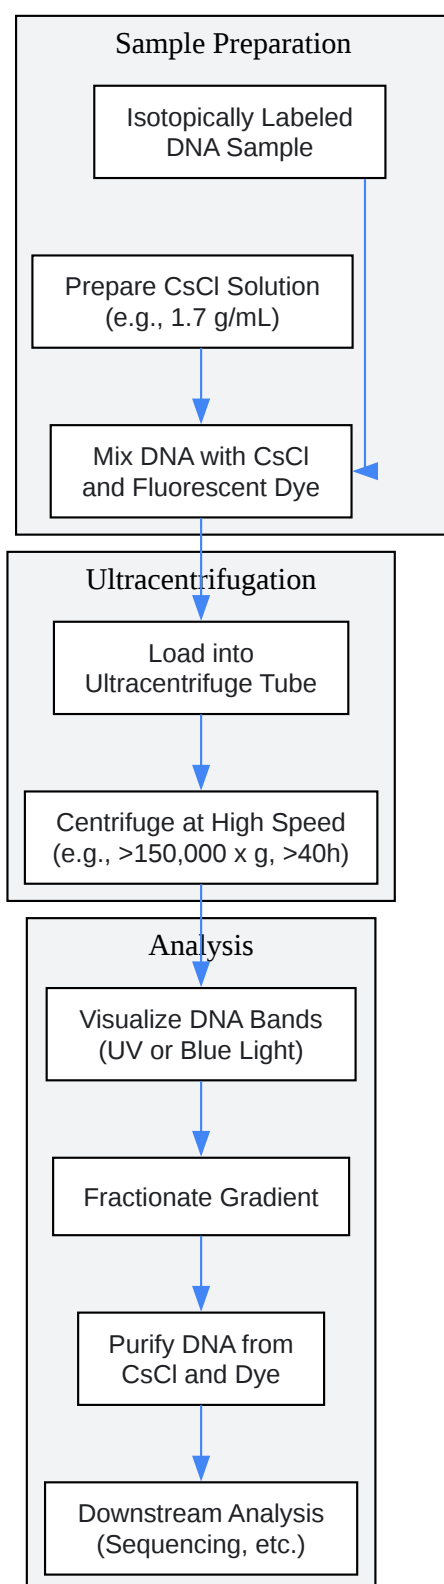 Sample Preparation
Isotopically Labeled
DNA Sample
Prepare CsCl Solution
(e.g., 1.7 g/mL)
Mix DNA with CsCl
and Fluorescent Dye
Ultracentrifugation
Load into
Ultracentrifuge Tube
Centrifuge at High Speed
(e.g., >150,000 x g, >40h)
Analysis
Visualize DNA Bands
(UV or Blue Light)
Fractionate Gradient
Purify DNA from
CsCl and Dye
Downstream Analysis
(Sequencing, etc.)